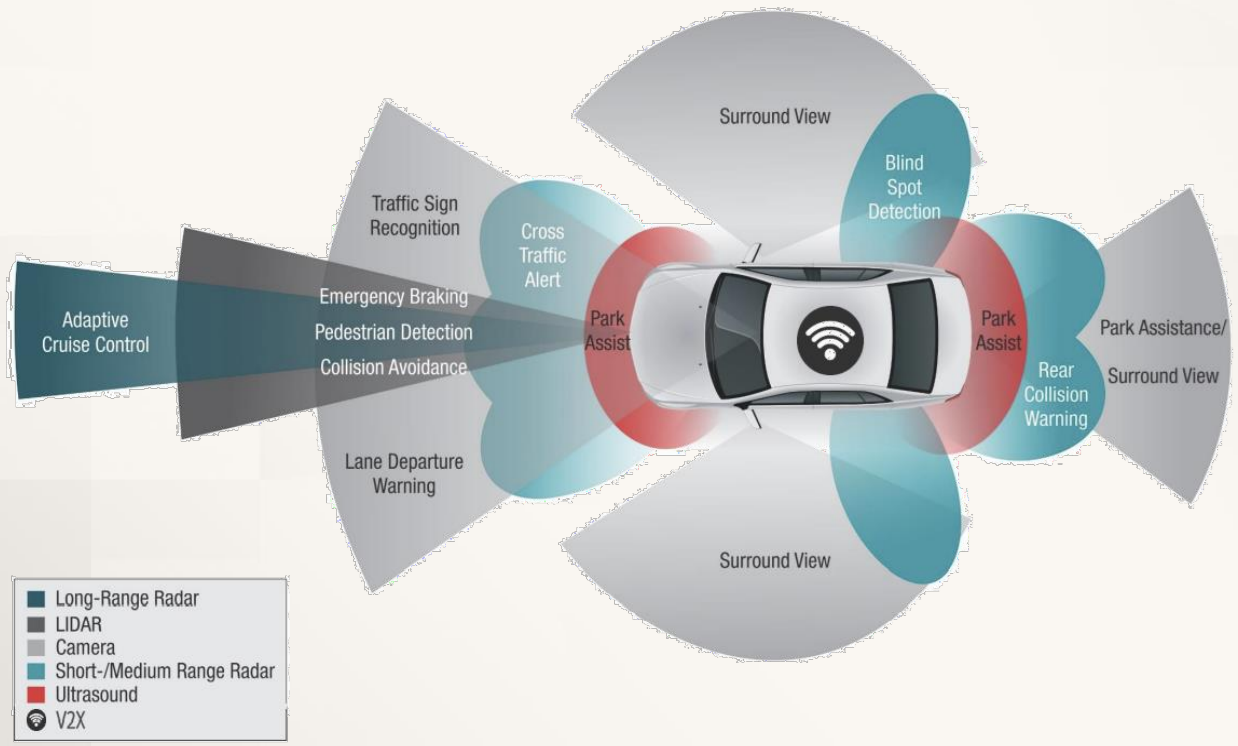 Surround View
Blind
Spot
Detection
Traffic Sign
Recognition
Cross
Traffic
Alert
Emergency Braking
Adaptive
Cruise Control
Pedestrian Detection
Park
Assist
Park
Assist
Park Assistance/
Surround View
Collision Avoidance
Rear
Collision
Warning
Lane Departure
Warning
Surround View
Long-Range Radar
LIDAR
Camera
Short-/Medium Range Radar
Ultrasound
V2X